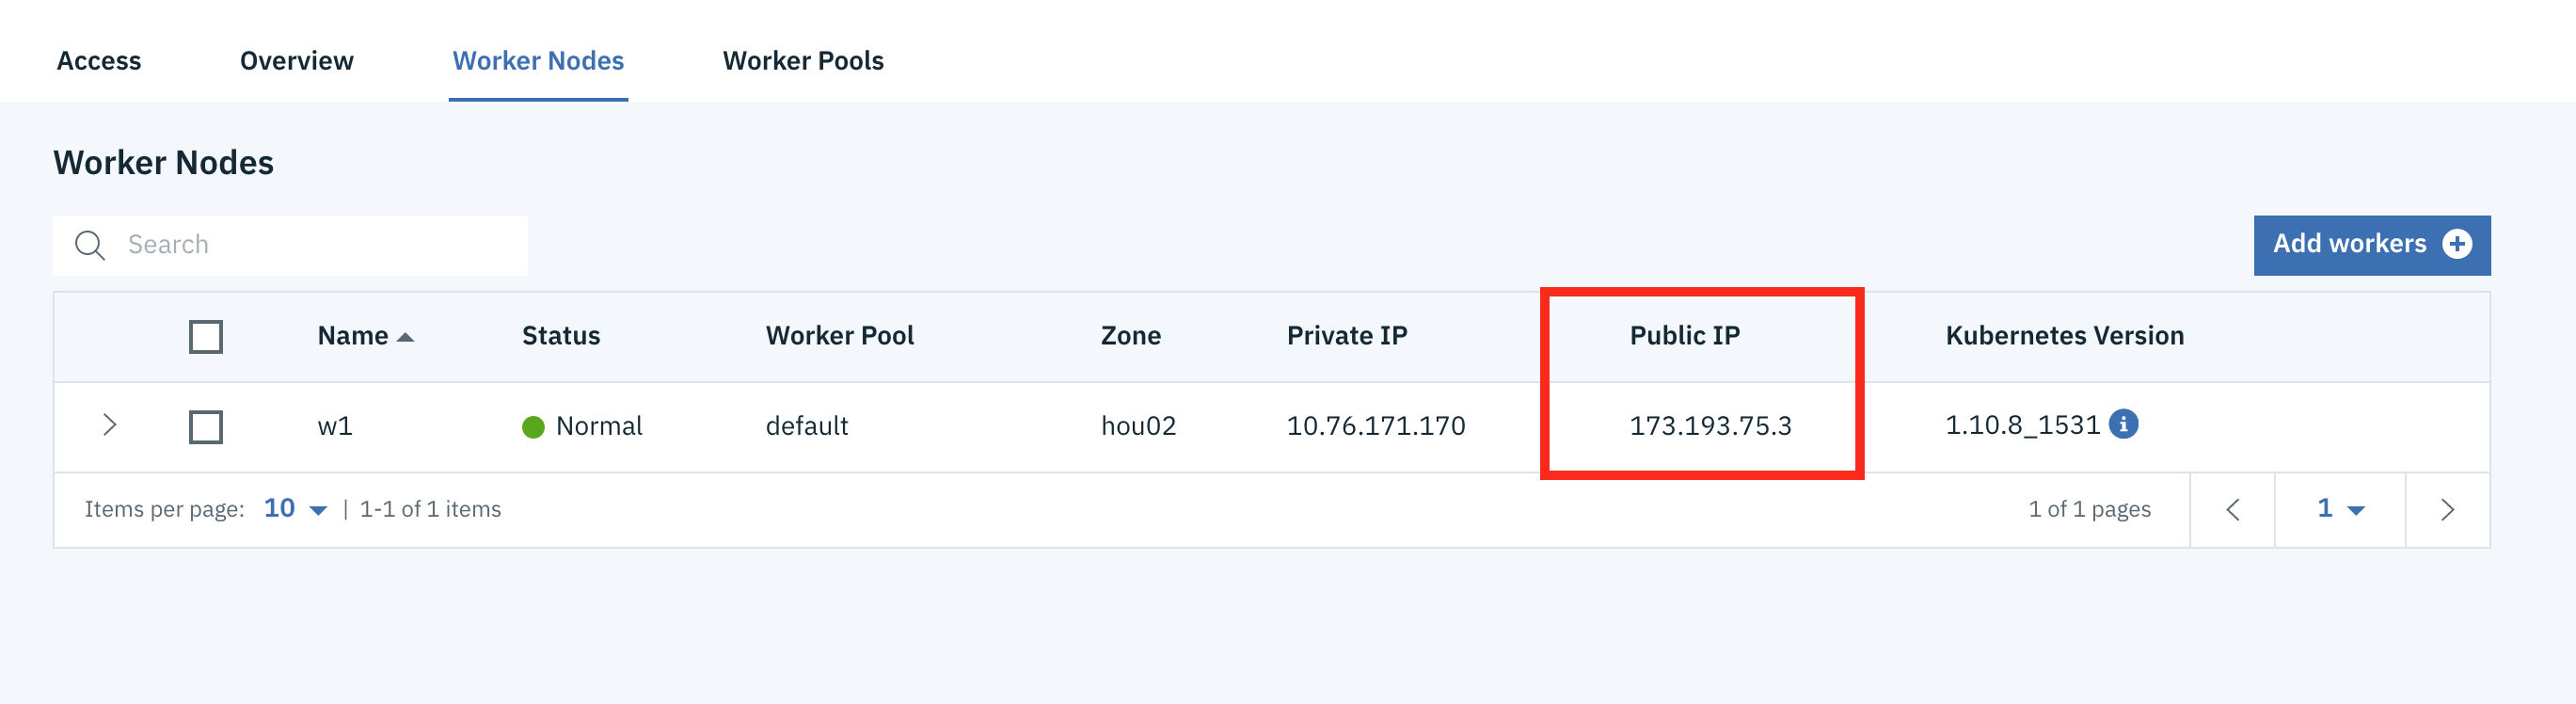 Access Overview Worker Nodes Worker Pools
Worker Nodes
Search
Add workers
Name Status Worker Pool Zone Private IP Public IP Kubernetes Version
w1 Normal default hou02 10.76.171.170 173.193.75.3 1.10.8_1531
Items per page: 10 | 1-1 of 1 items 1 of 1 pages 1